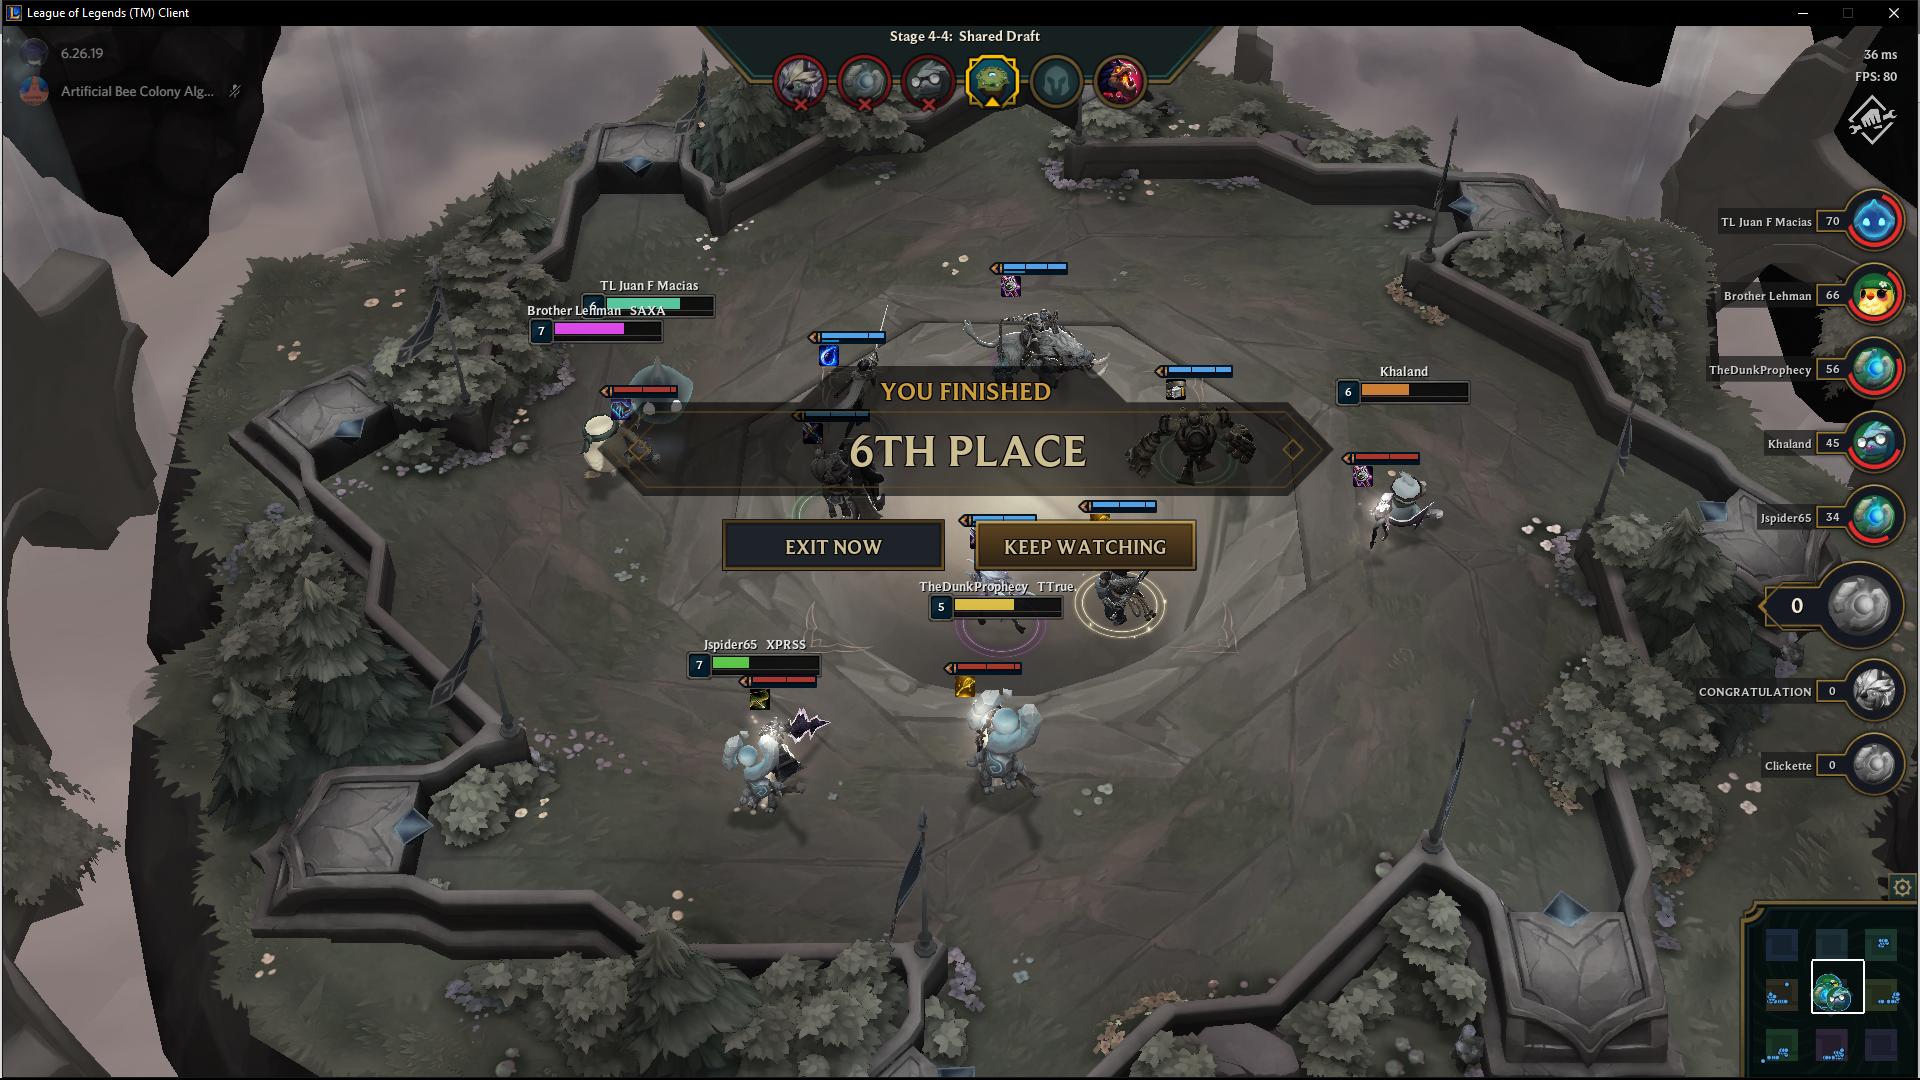 League of Legends (TM) Client
6.26.19
Artificial Bee Colony Alg...
Stage 4-4: Shared Draft
36 ms
FPS: 80
TL Juan F Macias 70
Brother Lehman 66
TheDunkProphecy 56
Khaland 45
Jspider65 34
0
CONGRATULATION 0
Clickette 0
TL Juan F Macias
6
Brother Lehman SAXA
7
Khaland
6
YOU FINISHED
6TH PLACE
EXIT NOW
KEEP WATCHING
TheDunkProphecy TTrue.
5
Jspider65 XPRSS
7